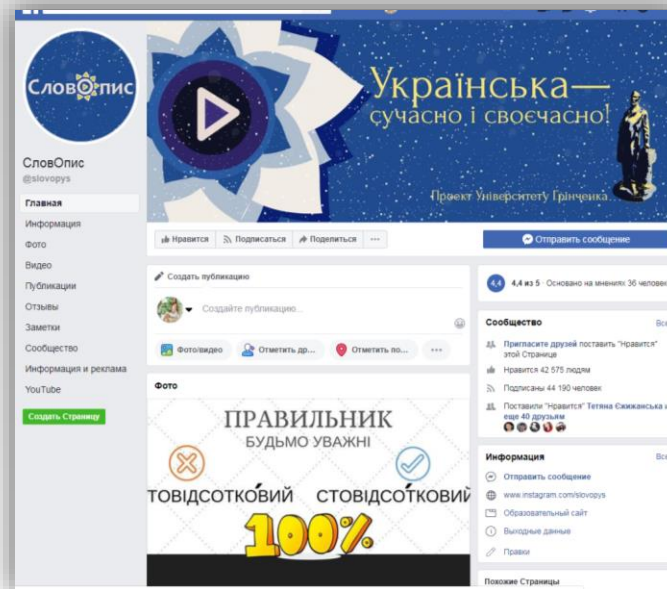 СловОпис
Українська—
сучасно і своєчасно!
Проект Університету Грінченка
СловОпис
@slovopys
Главная
Информация
Фото
Видео
Публикации
Отзывы
Заметки
Сообщество
Информация и реклама
YouTube
Создать Страницу
Нравится
Подписаться
Поделиться
Отправить сообщение
Создать публикацию
Создайте публикацию...
Фото/видео
Отметить др...
Отметить по...
Фото
ПРАВИЛЬНИК
БУДЬМО УВАЖНІ
ТОВІДСОТКО́ВИЙ СТОВІДСО́ТКОВИЙ
100%
4,4
4,4 из 5 · Основано на мнениях 36 человек
Сообщество
Все
Пригласите друзей поставить "Нравится"
этой Странице
Нравится 42 575 людям
Подписаны 44 190 человек
Поставили "Нравится" Тетяна Єжижанська и
еще 40 друзьям
Информация
Все
Отправить сообщение
www.instagram.com/slovopys
Образовательный сайт
Выходные данные
Правки
Похожие Страницы